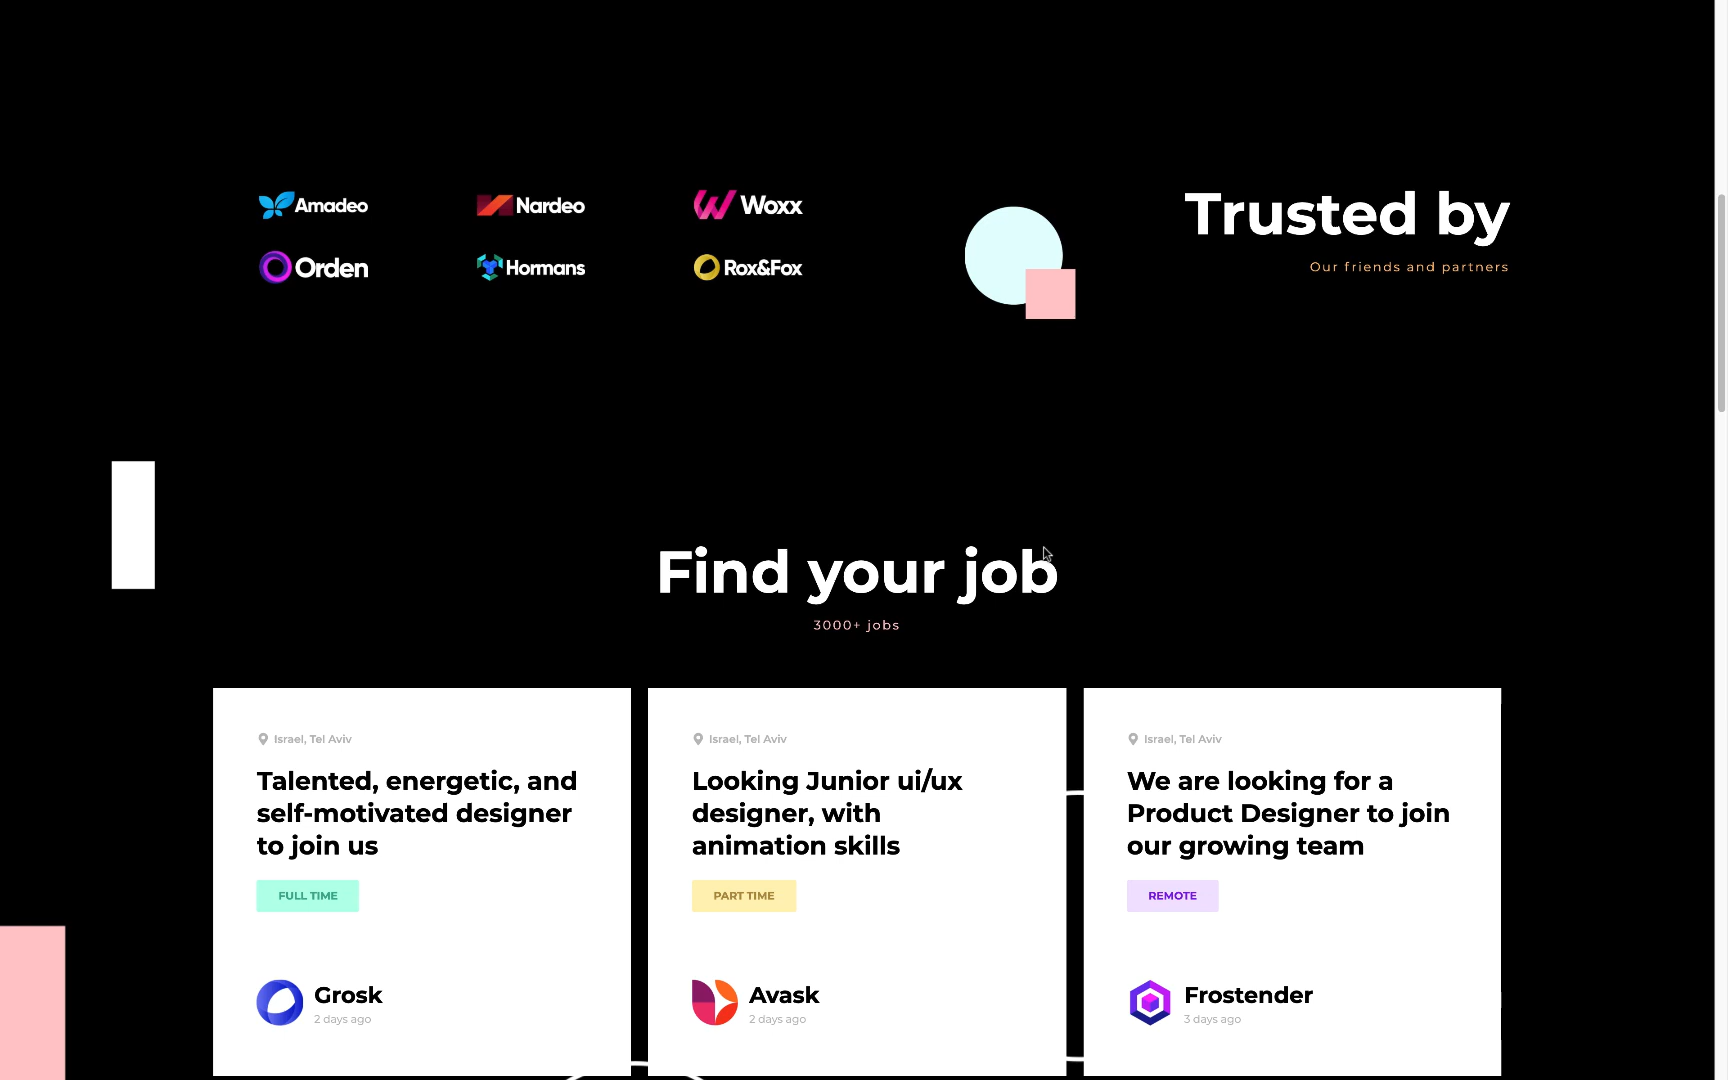 Amadeo
Nardeo
Woxx
Orden
Hormans
Rox&Fox
Trusted by
Our friends and partners
Find your job
3000+ jobs
Israel, Tel Aviv
Talented, energetic, and
self-motivated designer
to join us
FULL TIME
Grosk
2 days ago
Israel, Tel Aviv
Looking Junior ui/ux
designer, with
animation skills
PART TIME
Avask
2 days ago
Israel, Tel Aviv
We are looking for a
Product Designer to join
our growing team
REMOTE
Frostender
3 days ago